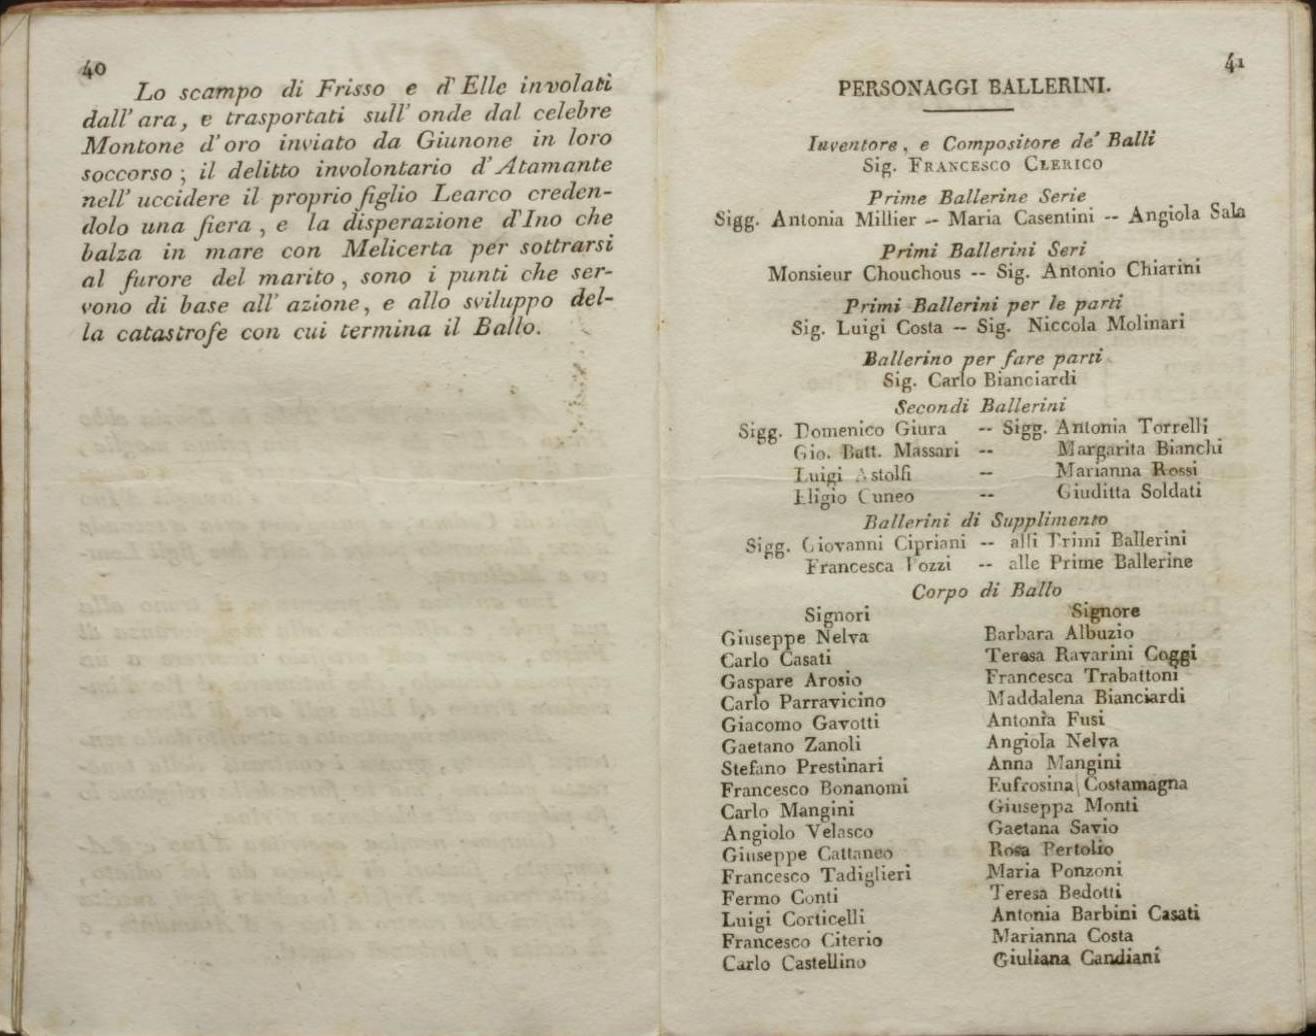 40
Lo scampo di Frisso e d'Elle involati
dall' ara, e trasportati sull' onde dal celebre
Montone d'oro inviato da Giunone in loro
soccorso; il delitto involontario d'Atamante
nell' uccidere il proprio figlio Learco creden-
dolo una fiera, e la disperazione d'Ino che
balza in mare con Melicerta per sottrarsi
al furore del marito, sono i punti che ser-
vono di base all' azione, e allo sviluppo del-
la catastrofe con cui termina il Ballo.
41
PERSONAGGI BALLERINI.
Inventore, e Compositore de' Balli
Sig. FRANCESCO CLERICO
Prime Ballerine Serie
Sigg. Antonia Millier -- Maria Casentini -- Angiola Sala
Primi Ballerini Seri
Monsieur Chouchous -- Sig. Antonio Chiarini
Primi Ballerini per le parti
Sig. Luigi Costa -- Sig. Niccola Molinari
Ballerino per fare parti
Sig. Carlo Bianciardi
Secondi Ballerini
Sigg. Domenico Giura -- Sigg. Antonia Torrelli
Gio. Batt. Massari -- Margarita Bianchi
Luigi Astolfi -- Marianna Rossi
Eligio Cuneo -- Giuditta Soldati
Ballerini di Supplimento
Sigg. Giovanni Cipriani -- alli Primi Ballerini
Francesca Pozzi -- alle Prime Ballerine
Corpo di Ballo
Signori Signore
Giuseppe Nelva Barbara Albuzio
Carlo Casati Teresa Ravarini Coggi
Gaspare Arosio Francesca Trabattoni
Carlo Parravicino Maddalena Bianciardi
Giacomo Gavotti Antonia Fusi
Gaetano Zanoli Angiola Nelva
Stefano Prestinari Anna Mangini
Francesco Bonanomi Eufrosina Costamagna
Carlo Mangini Giuseppa Monti
Angiolo Velasco Gaetana Savio
Giuseppe Cattaneo Rosa Bertolio
Francesco Tadiglieri Maria Ponzoni
Fermo Conti Teresa Bedotti
Luigi Corticelli Antonia Barbini Casati
Francesco Citerio Marianna Costa
Carlo Castellino Giuliana Candiani